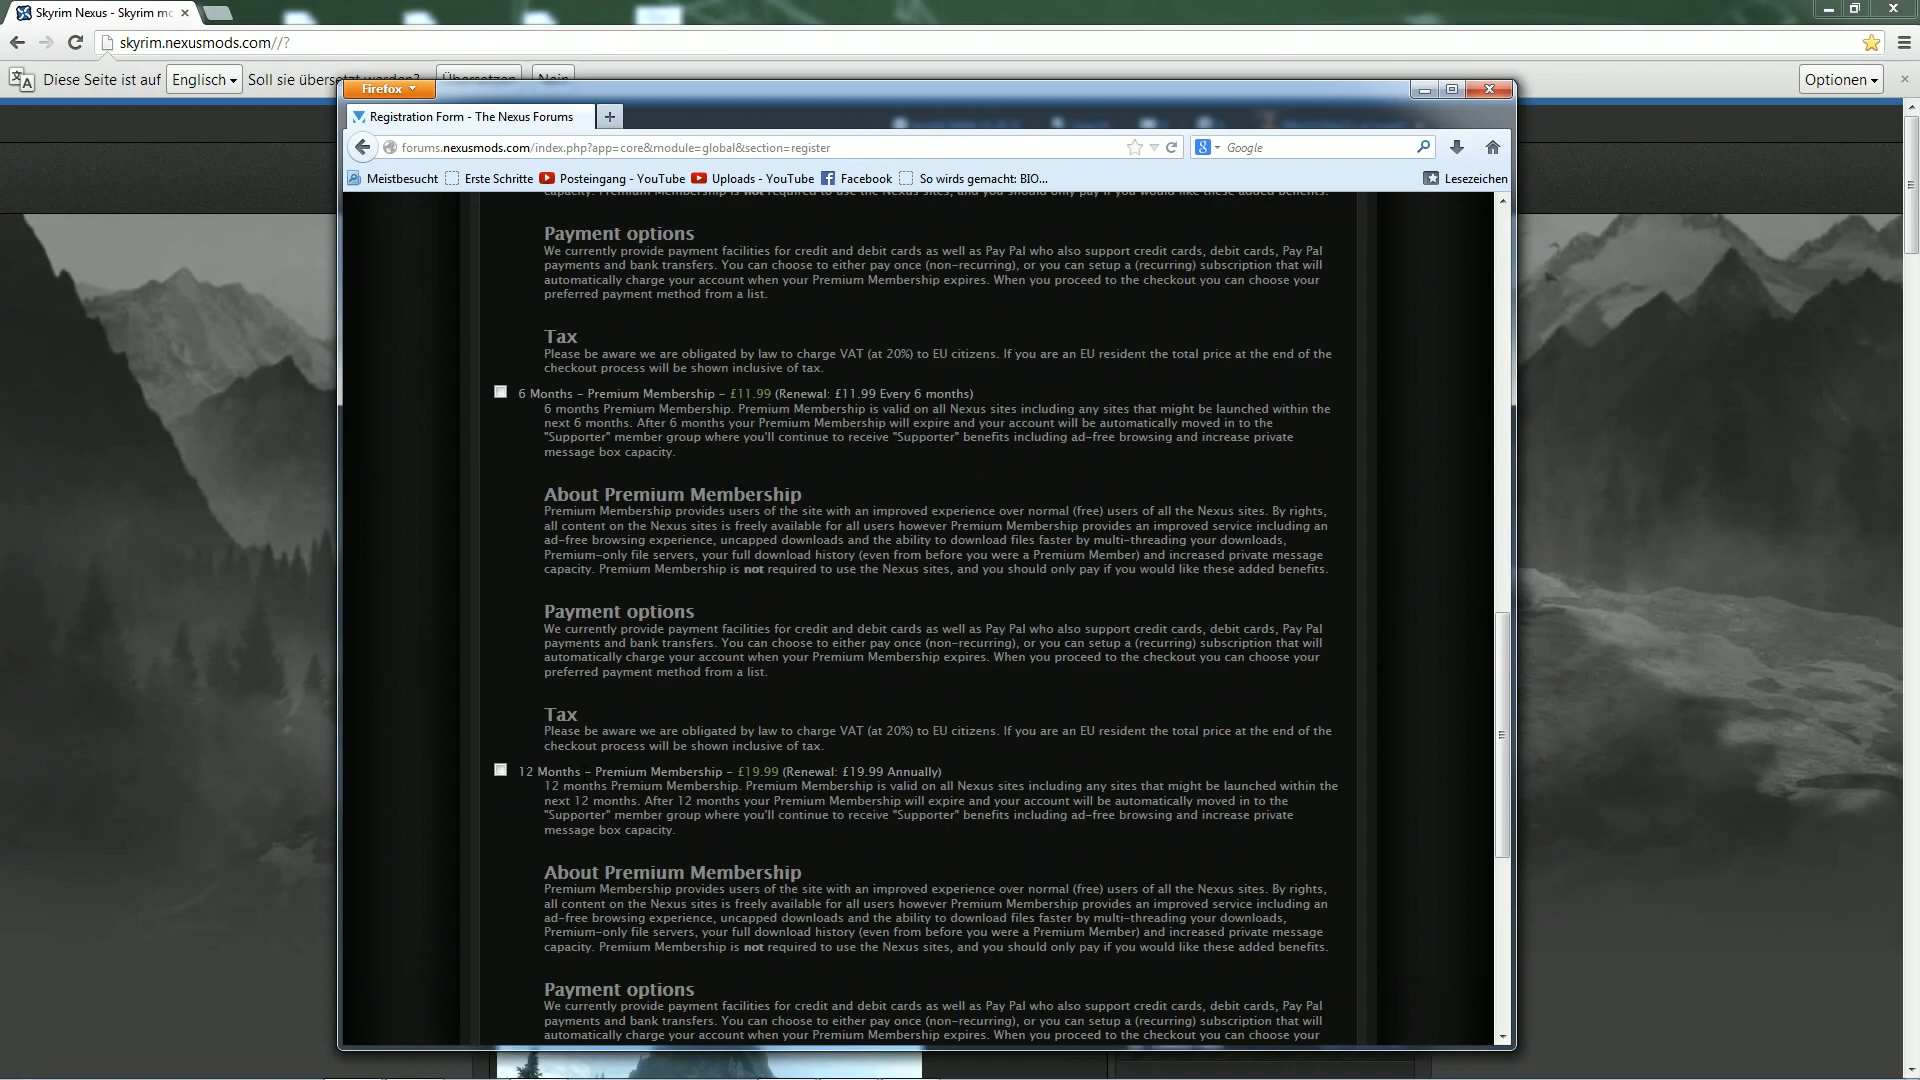 Skyrim Nexus - Skyrim mo
skyrim.nexusmods.com//?
Diese Seite ist auf Englisch Soll sie übersetzt werden? Übersetzen Nein Optionen
Firefox
Registration Form - The Nexus Forums
forums.nexusmods.com/index.php?app=core&module=global&section=register
Google
Meistbesucht Erste Schritte Posteingang - YouTube Uploads - YouTube Facebook So wirds gemacht: BIO... Lesezeichen
capacity. Premium Membership is not required to use the Nexus sites, and you should only pay if you would like these added benefits.
Payment options
We currently provide payment facilities for credit and debit cards as well as Pay Pal who also support credit cards, debit cards, Pay Pal
payments and bank transfers. You can choose to either pay once (non-recurring), or you can setup a (recurring) subscription that will
automatically charge your account when your Premium Membership expires. When you proceed to the checkout you can choose your
preferred payment method from a list.
Tax
Please be aware we are obligated by law to charge VAT (at 20%) to EU citizens. If you are an EU resident the total price at the end of the
checkout process will be shown inclusive of tax.
6 Months - Premium Membership - £11.99 (Renewal: £11.99 Every 6 months)
6 months Premium Membership. Premium Membership is valid on all Nexus sites including any sites that might be launched within the
next 6 months. After 6 months your Premium Membership will expire and your account will be automatically moved in to the
"Supporter" member group where you'll continue to receive "Supporter" benefits including ad-free browsing and increase private
message box capacity.
About Premium Membership
Premium Membership provides users of the site with an improved experience over normal (free) users of all the Nexus sites. By rights,
all content on the Nexus sites is freely available for all users however Premium Membership provides an improved service including an
ad-free browsing experience, uncapped downloads and the ability to download files faster by multi-threading your downloads,
Premium-only file servers, your full download history (even from before you were a Premium Member) and increased private message
capacity. Premium Membership is not required to use the Nexus sites, and you should only pay if you would like these added benefits.
Payment options
We currently provide payment facilities for credit and debit cards as well as Pay Pal who also support credit cards, debit cards, Pay Pal
payments and bank transfers. You can choose to either pay once (non-recurring), or you can setup a (recurring) subscription that will
automatically charge your account when your Premium Membership expires. When you proceed to the checkout you can choose your
preferred payment method from a list.
Tax
Please be aware we are obligated by law to charge VAT (at 20%) to EU citizens. If you are an EU resident the total price at the end of the
checkout process will be shown inclusive of tax.
12 Months - Premium Membership - £19.99 (Renewal: £19.99 Annually)
12 months Premium Membership. Premium Membership is valid on all Nexus sites including any sites that might be launched within the
next 12 months. After 12 months your Premium Membership will expire and your account will be automatically moved in to the
"Supporter" member group where you'll continue to receive "Supporter" benefits including ad-free browsing and increase private
message box capacity.
About Premium Membership
Premium Membership provides users of the site with an improved experience over normal (free) users of all the Nexus sites. By rights,
all content on the Nexus sites is freely available for all users however Premium Membership provides an improved service including an
ad-free browsing experience, uncapped downloads and the ability to download files faster by multi-threading your downloads,
Premium-only file servers, your full download history (even from before you were a Premium Member) and increased private message
capacity. Premium Membership is not required to use the Nexus sites, and you should only pay if you would like these added benefits.
Payment options
We currently provide payment facilities for credit and debit cards as well as Pay Pal who also support credit cards, debit cards, Pay Pal
payments and bank transfers. You can choose to either pay once (non-recurring), or you can setup a (recurring) subscription that will
automatically charge your account when your Premium Membership expires. When you proceed to the checkout you can choose your